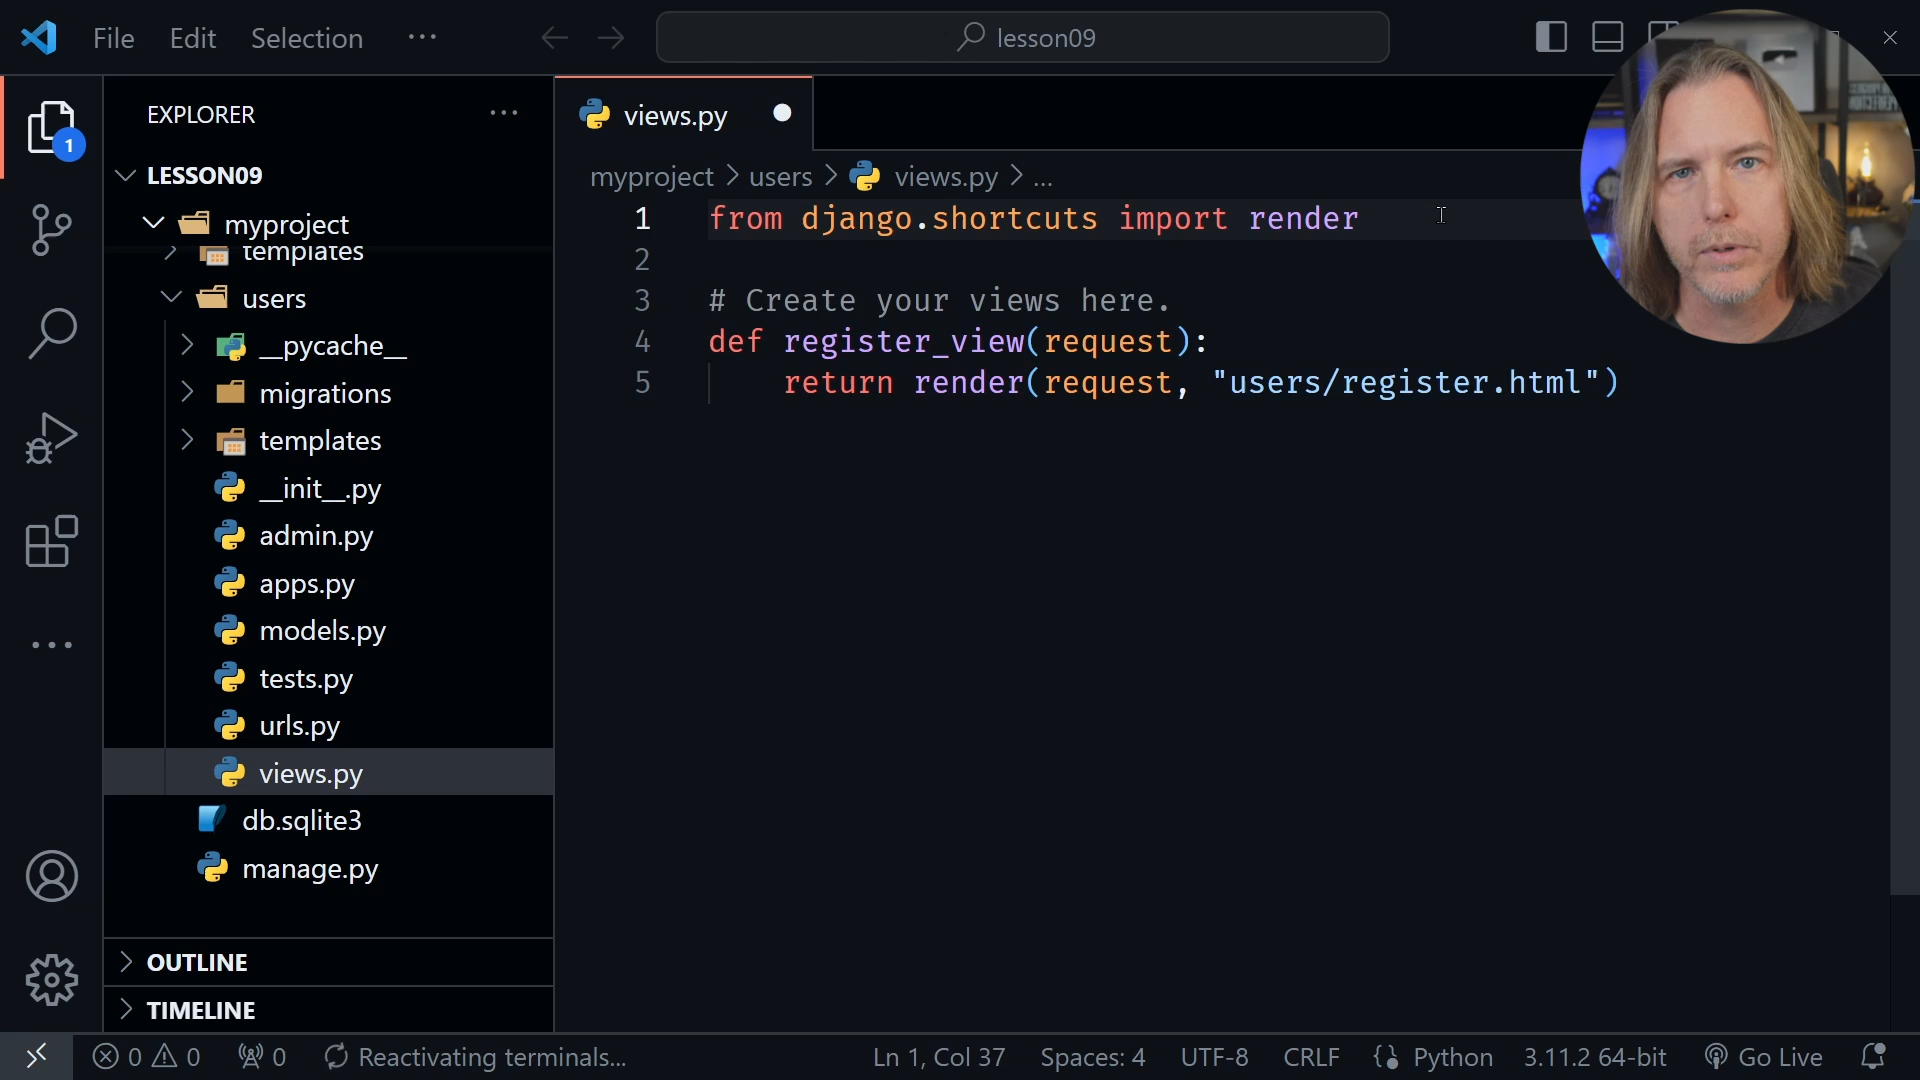 File Edit Selection ··· lesson09
EXPLORER ···
LESSON09
myproject
templates
users
__pycache__
migrations
templates
__init__.py
admin.py
apps.py
models.py
tests.py
urls.py
views.py
db.sqlite3
manage.py
OUTLINE
TIMELINE
1
views.py
myproject > users > views.py > ...
1 from django.shortcuts import render
2
3 # Create your views here.
4 def register_view(request):
5 return render(request, "users/register.html")
0 0 0 Reactivating terminals... Ln 1, Col 37 Spaces: 4 UTF-8 CRLF Python 3.11.2 64-bit Go Live